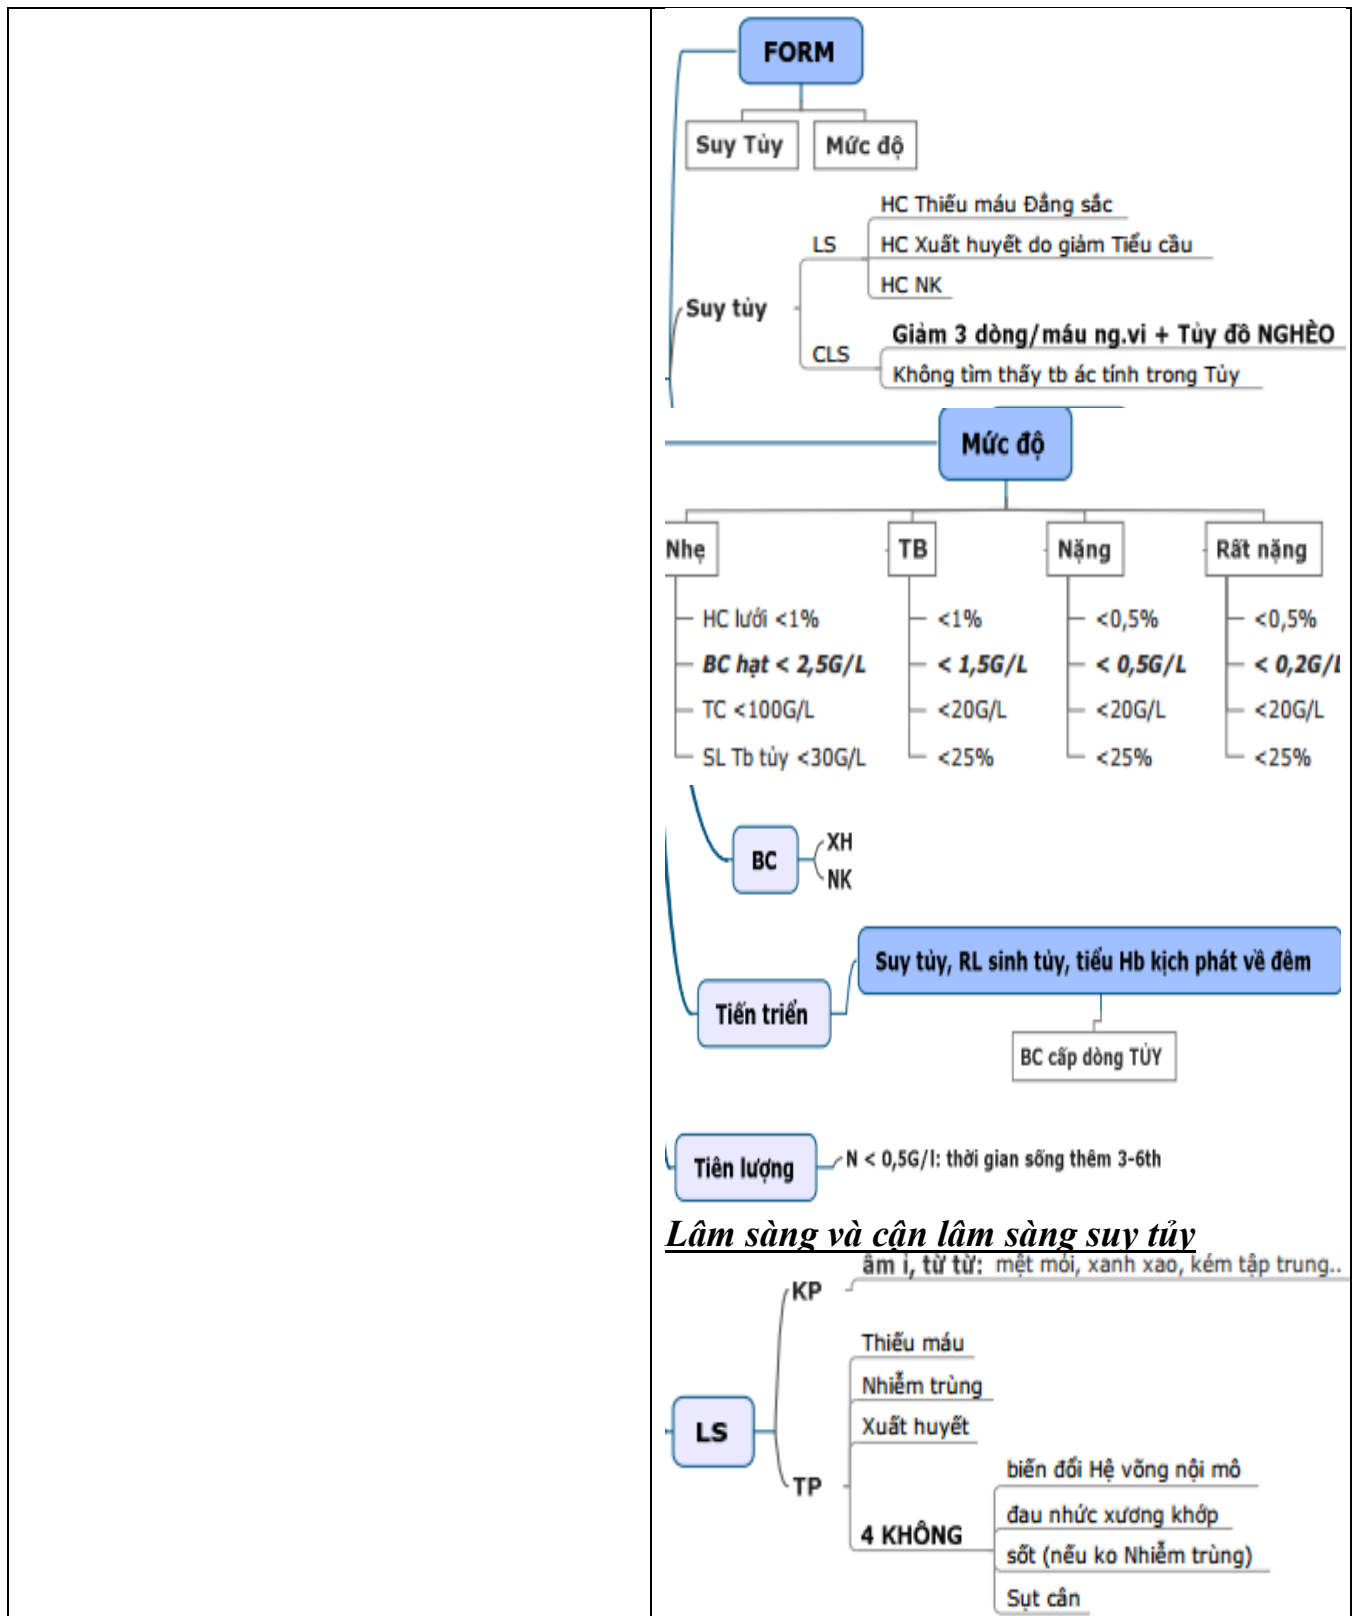 FORM
Suy Tủy
Mức độ
HC Thiếu máu Đẳng sắc
LS
HC Xuất huyết do giảm Tiểu cầu
HC NK
Suy tủy
Giảm 3 dòng/máu ng.vi + Tủy đồ NGHÈO
CLS
Không tìm thấy tb ác tính trong Tủy
Mức độ
Nhẹ
TB
Nặng
Rất nặng
HC lưới <1%
<1%
<0,5%
<0,5%
BC hạt < 2,5G/L
< 1,5G/L
< 0,5G/L
< 0,2G/L
TC <100G/L
<20G/L
<20G/L
<20G/L
SL Tb tủy <30G/L
<25%
<25%
<25%
BC
XH
NK
Suy tủy, RL sinh tủy, tiểu Hb kịch phát về đêm
Tiến triển
BC cấp dòng TỦY
Tiên lượng
N < 0,5G/l: thời gian sống thêm 3-6th
Lâm sàng và cận lâm sàng suy tủy
KP
âm ỉ, từ từ: mệt mỏi, xanh xao, kém tập trung..
Thiếu máu
Nhiễm trùng
Xuất huyết
LS
TP
4 KHÔNG
biến đổi Hệ võng nội mô
đau nhức xương khớp
sốt (nếu ko Nhiễm trùng)
Sụt cân